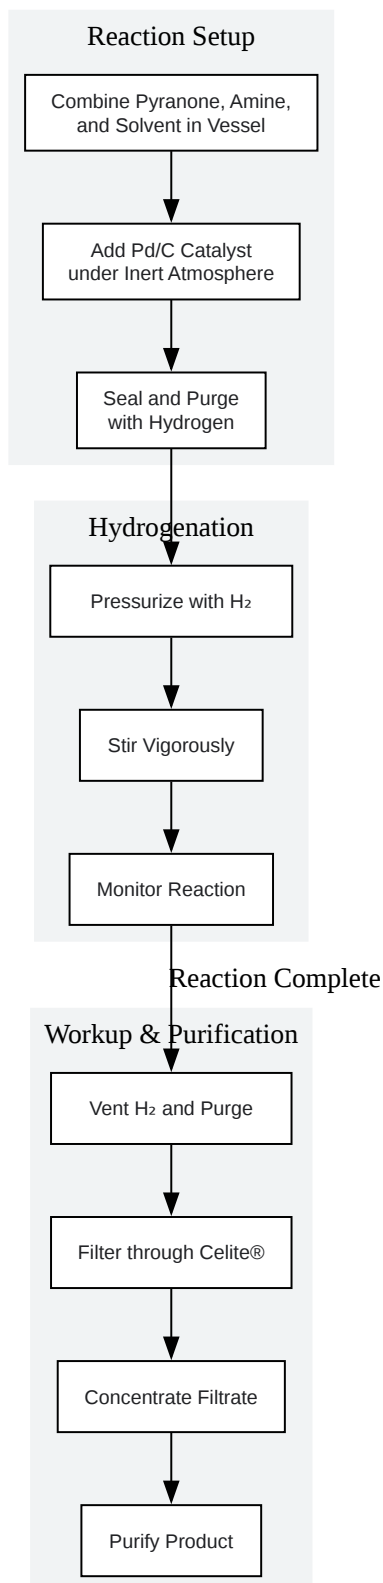 Reaction Setup
Combine Pyranone, Amine,
and Solvent in Vessel
Add Pd/C Catalyst
under Inert Atmosphere
Seal and Purge
with Hydrogen
Hydrogenation
Pressurize with H₂
Stir Vigorously
Monitor Reaction
Reaction Complete
Workup & Purification
Vent H₂ and Purge
Filter through Celite®
Concentrate Filtrate
Purify Product